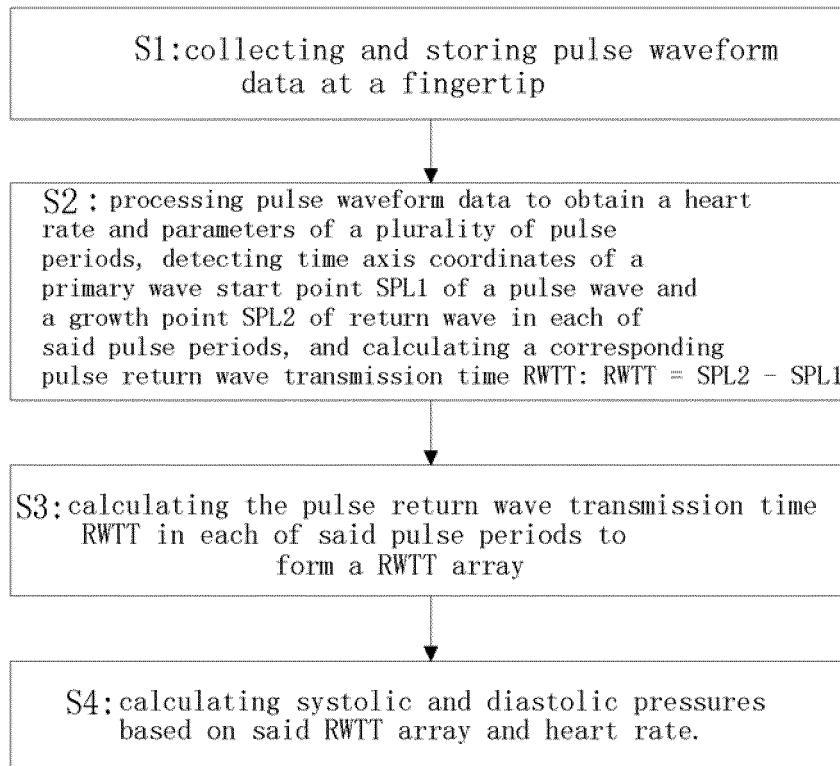 S1:collecting and storing pulse waveform
data at a fingertip
S2: processing pulse waveform data to obtain a heart
rate and parameters of a plurality of pulse
periods, detecting time axis coordinates of a
primary wave start point SPL1 of a pulse wave and
a growth point SPL2 of return wave in each of
said pulse periods, and calculating a corresponding
pulse return wave transmission time RWTT: RWTT = SPL2 - SPL1
S3:calculating the pulse return wave transmission time
RWTT in each of said pulse periods to
form a RWTT array
S4:calculating systolic and diastolic pressures
based on said RWTT array and heart rate.